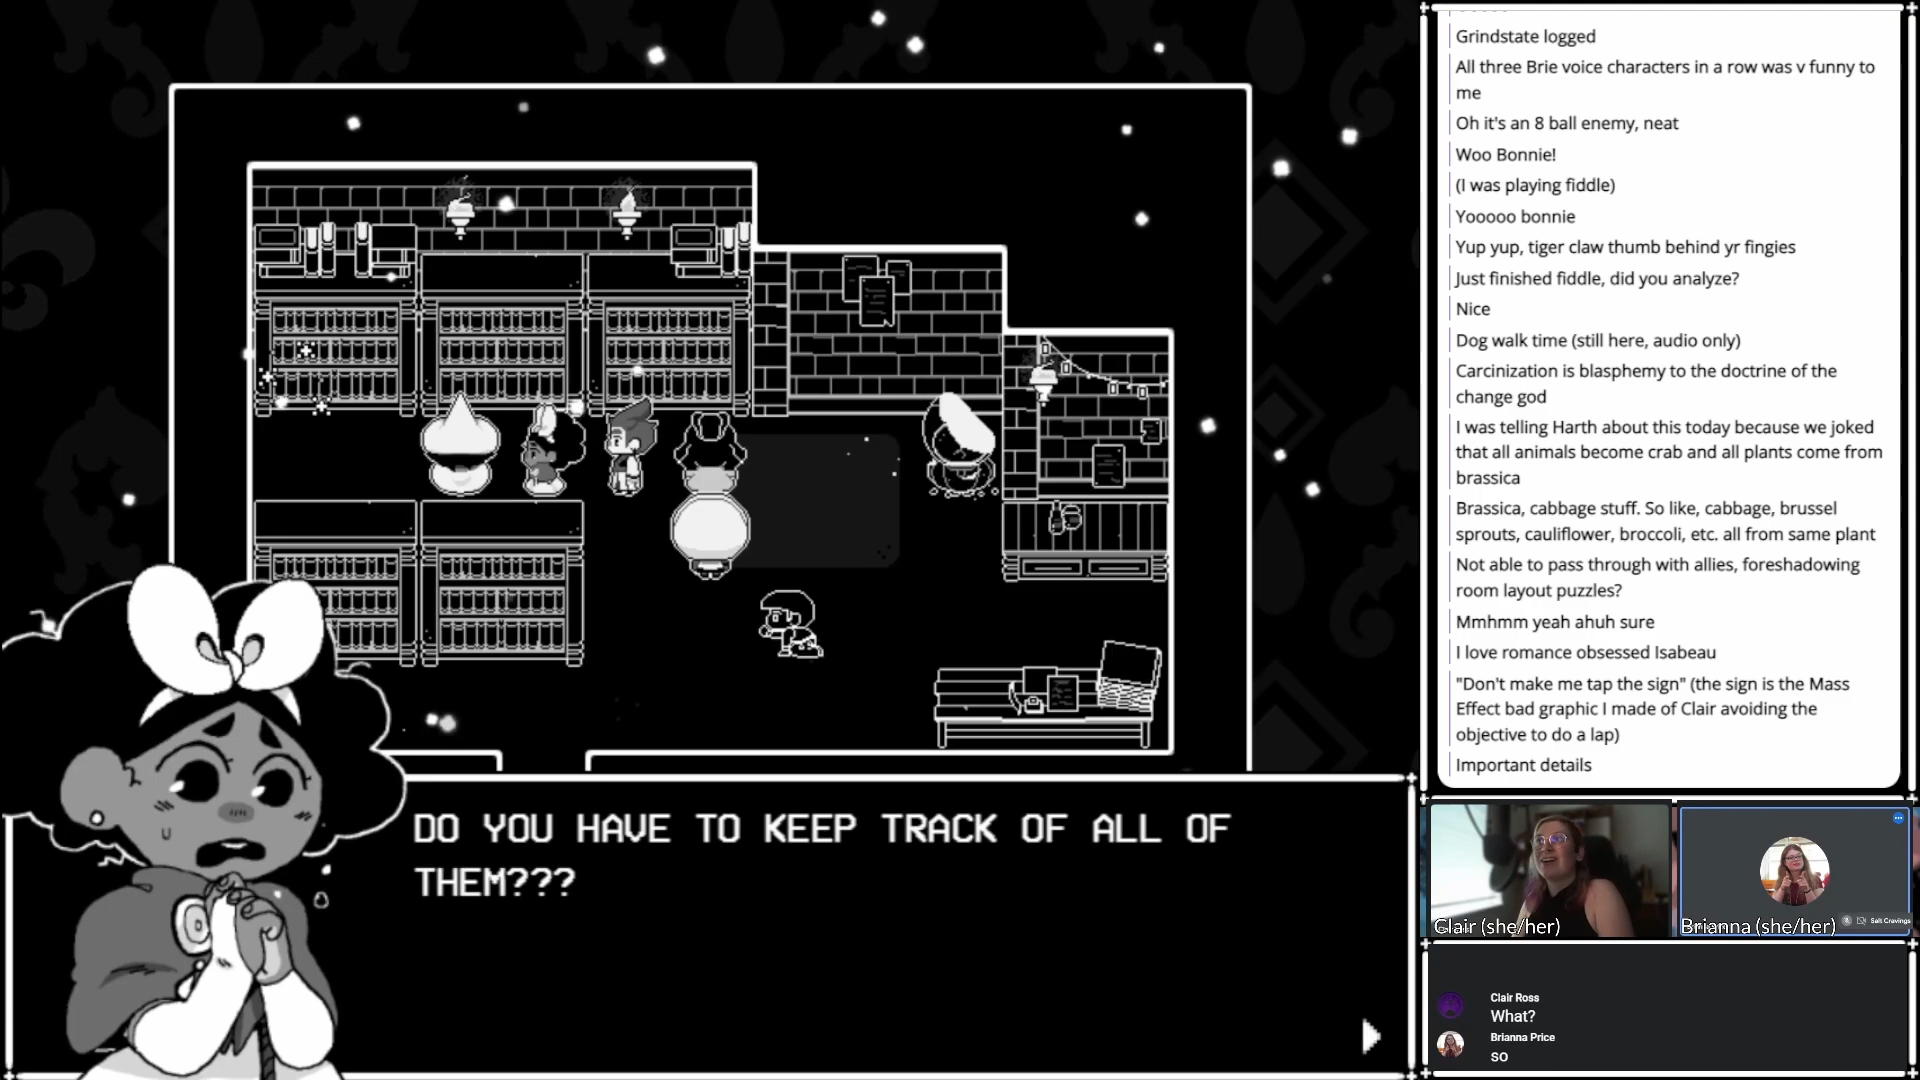 Grindstate logged
All three Brie voice characters in a row was v funny to
me
Oh it's an 8 ball enemy, neat
Woo Bonnie!
(I was playing fiddle)
Yooooo bonnie
Yup yup, tiger claw thumb behind yr fingies
Just finished fiddle, did you analyze?
Nice
Dog walk time (still here, audio only)
Carcinization is blasphemy to the doctrine of the
change god
I was telling Harth about this today because we joked
that all animals become crab and all plants come from
brassica
Brassica, cabbage stuff. So like, cabbage, brussel
sprouts, cauliflower, broccoli, etc. all from same plant
Not able to pass through with allies, foreshadowing
room layout puzzles?
Mmhmm yeah ahuh sure
I love romance obsessed Isabeau
"Don't make me tap the sign" (the sign is the Mass
Effect bad graphic I made of Clair avoiding the
objective to do a lap)
Important details
DO YOU HAVE TO KEEP TRACK OF ALL OF
THEM???
Clair (she/her)
Brianna (she/her)
Salt Cravings
Clair Ross
What?
Brianna Price
SO